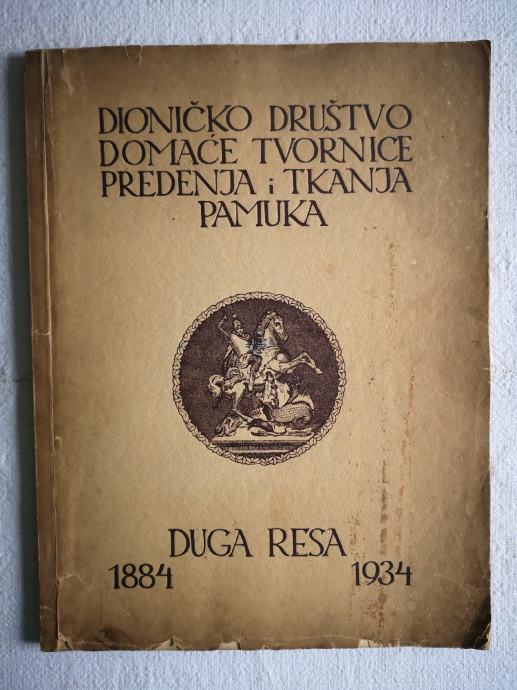 DIONIČKO DRUŠTVO
DOMAĆE TVORNICE
PREDENJA i TKANJA
PAMUKA
DUGA RESA
1884 1934